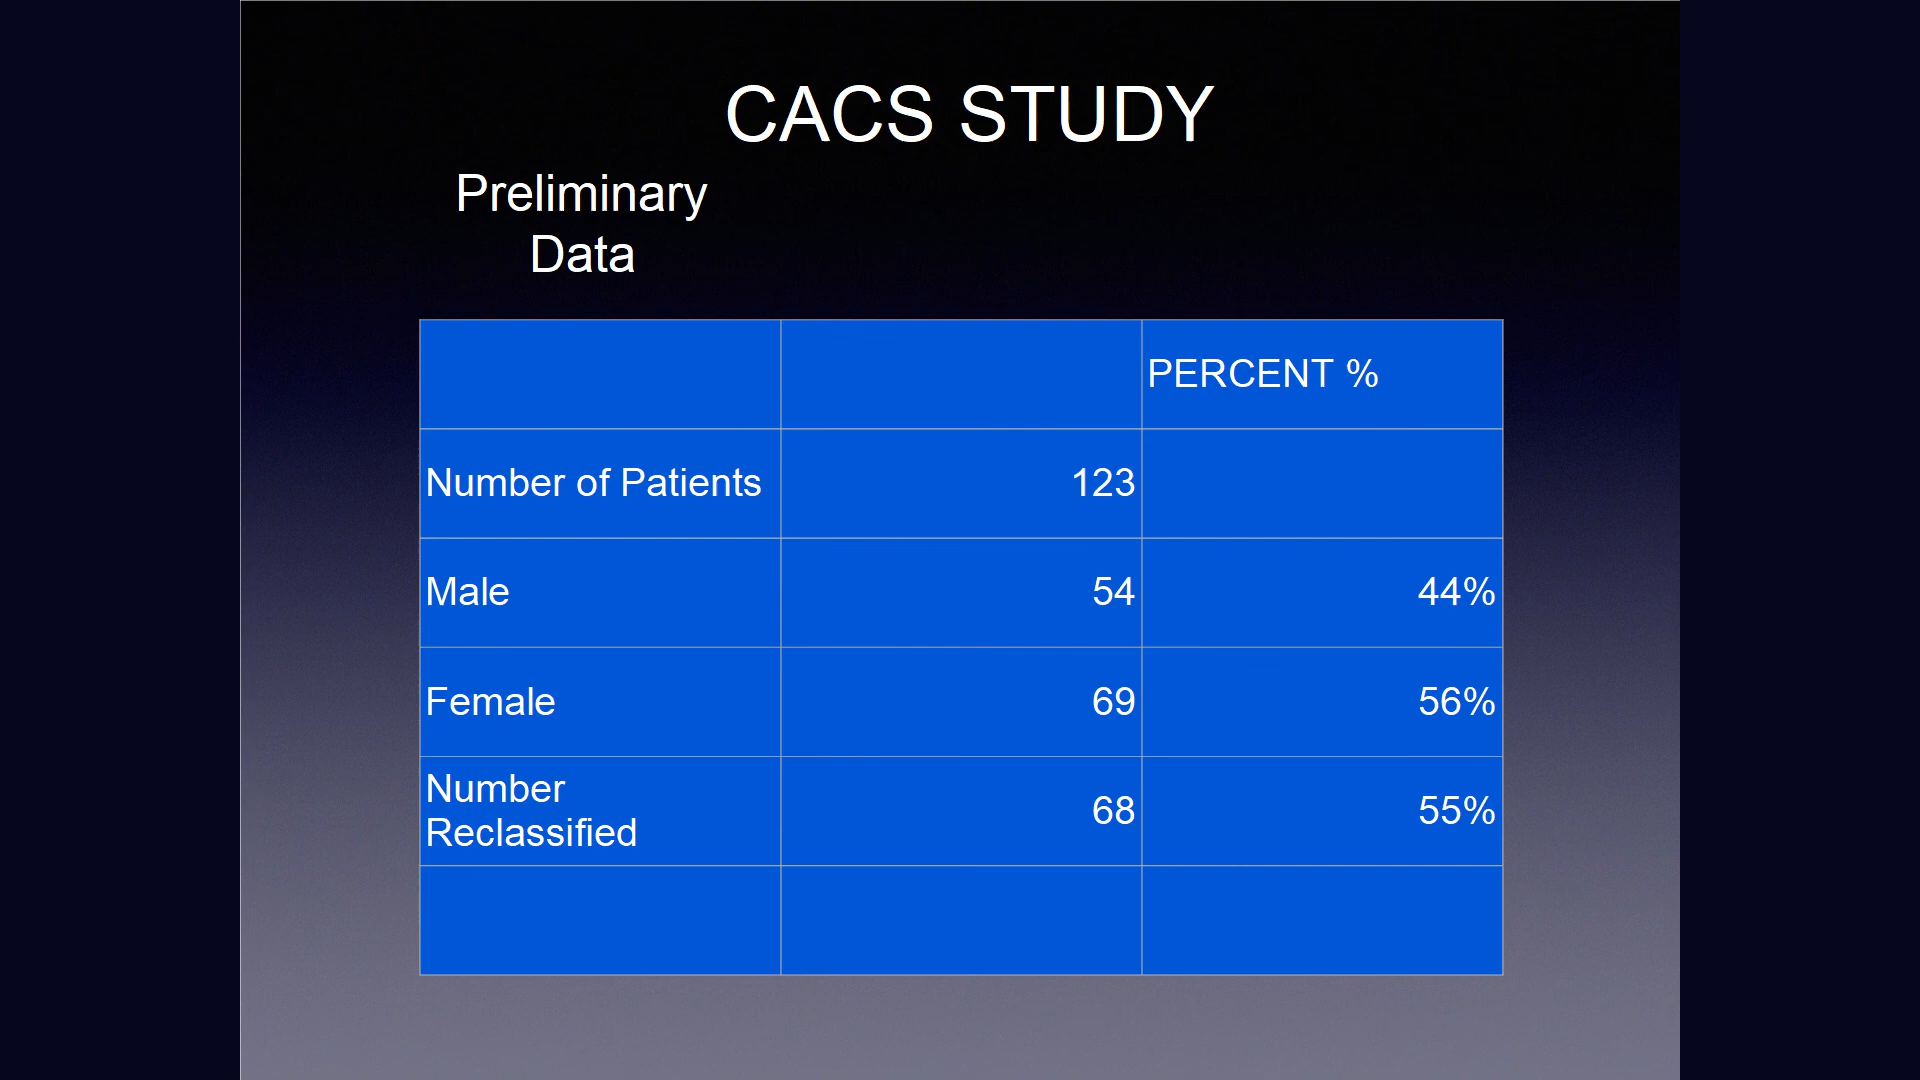 CACS STUDY
Preliminary
Data
PERCENT %
Number of Patients 123
Male 54 44%
Female 69 56%
Number
Reclassified 68 55%